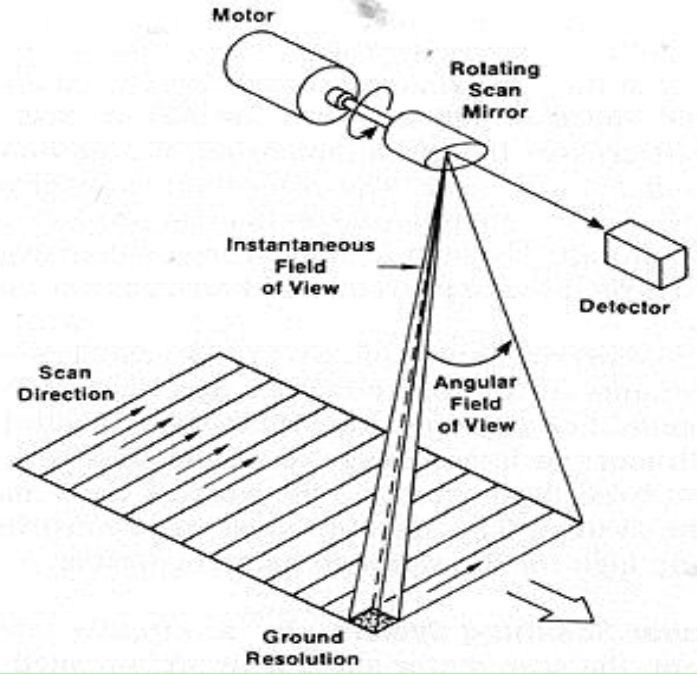 Motor
Rotating
Scan
Mirror
Instantaneous
Field
of View
Detector
Scan
Direction
Angular
Field
of View
Ground
Resolution